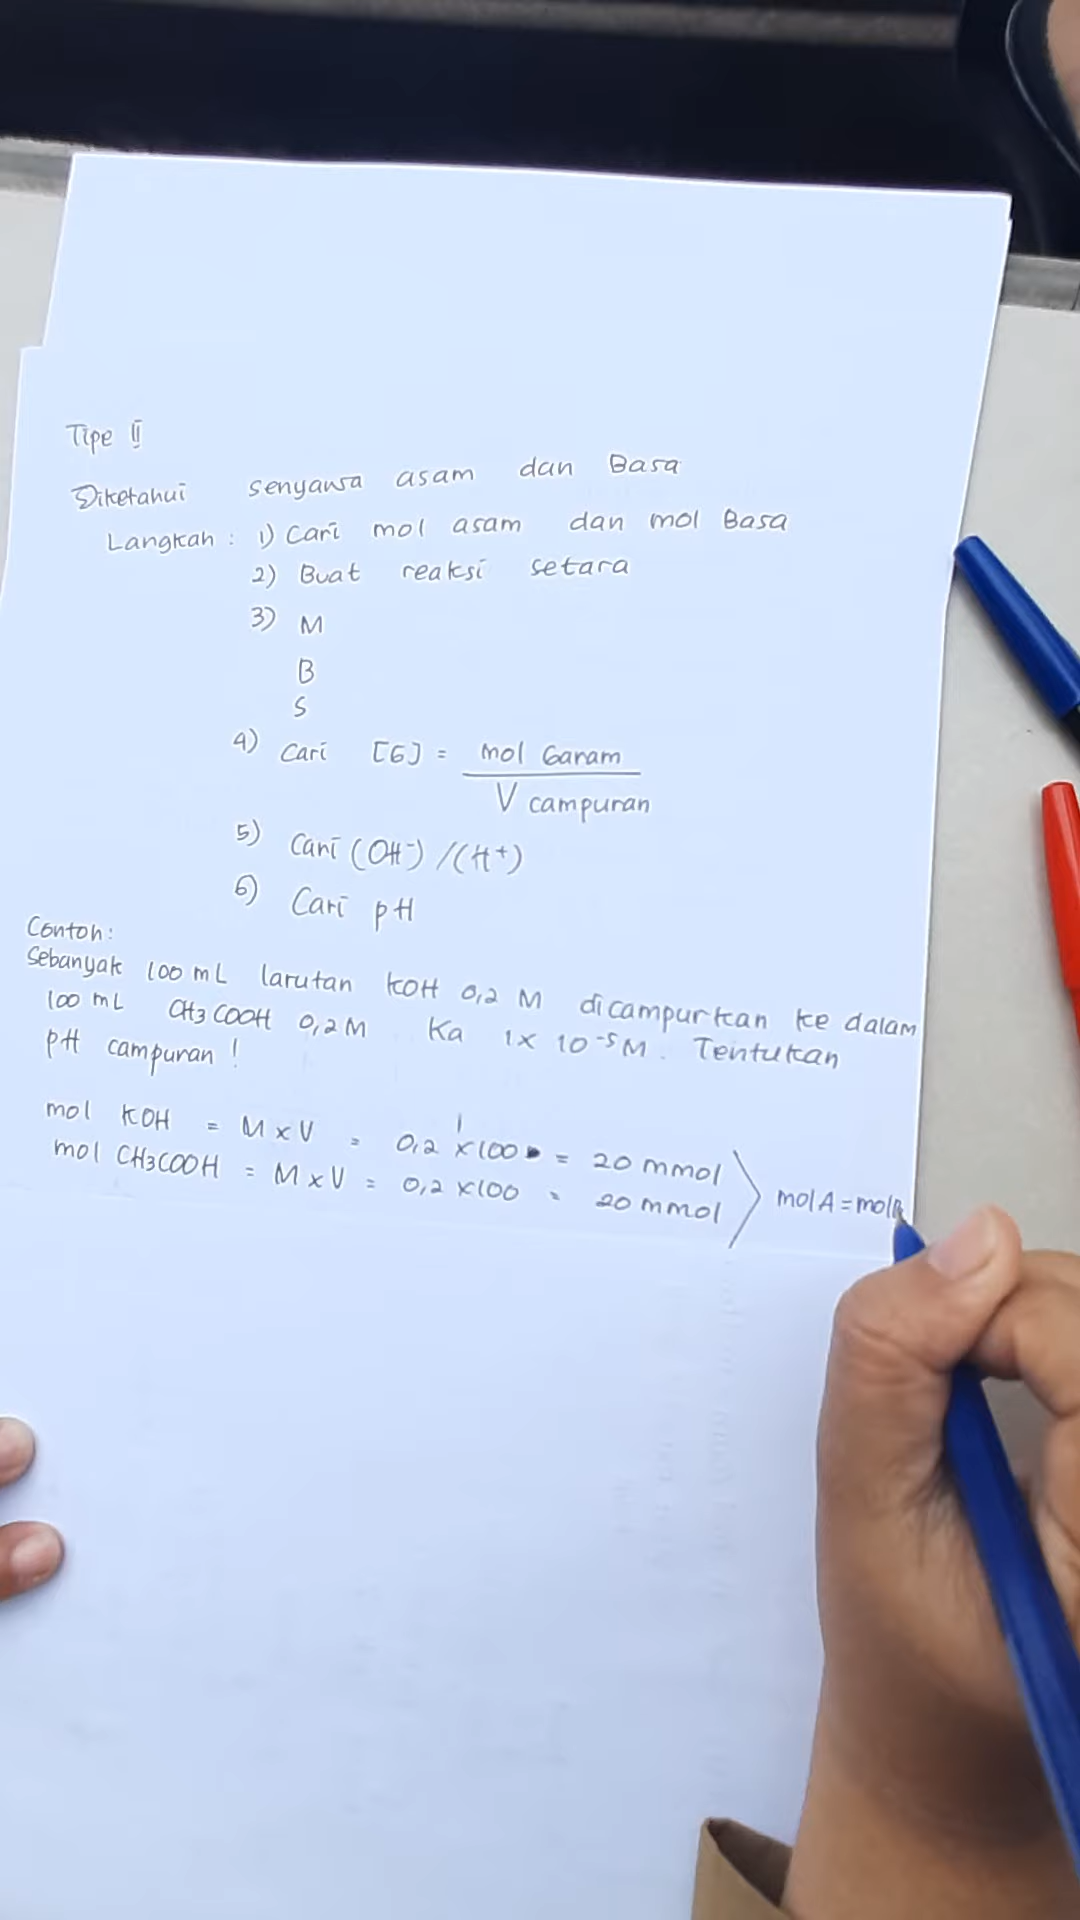 Tipe II
Diketahui senyawa asam dan Basa
Langkah : 1) Cari mol asam dan mol Basa
2) Buat reaksi setara
3) M
B
S
4) Cari [G] = mol Garam
V campuran
5) Cari (OH⁻) / (H⁺)
6) Cari pH
Contoh:
Sebanyak 100 mL larutan KOH 0,2 M dicampurkan ke dalam
100 mL CH3COOH 0,2 M Ka 1x 10⁻⁵ M. Tentukan
pH campuran !
mol KOH = M x V = 0,2 x 100 = 20 mmol
mol CH3COOH = M x V = 0,2 x 100 = 20 mmol
mol A = mol